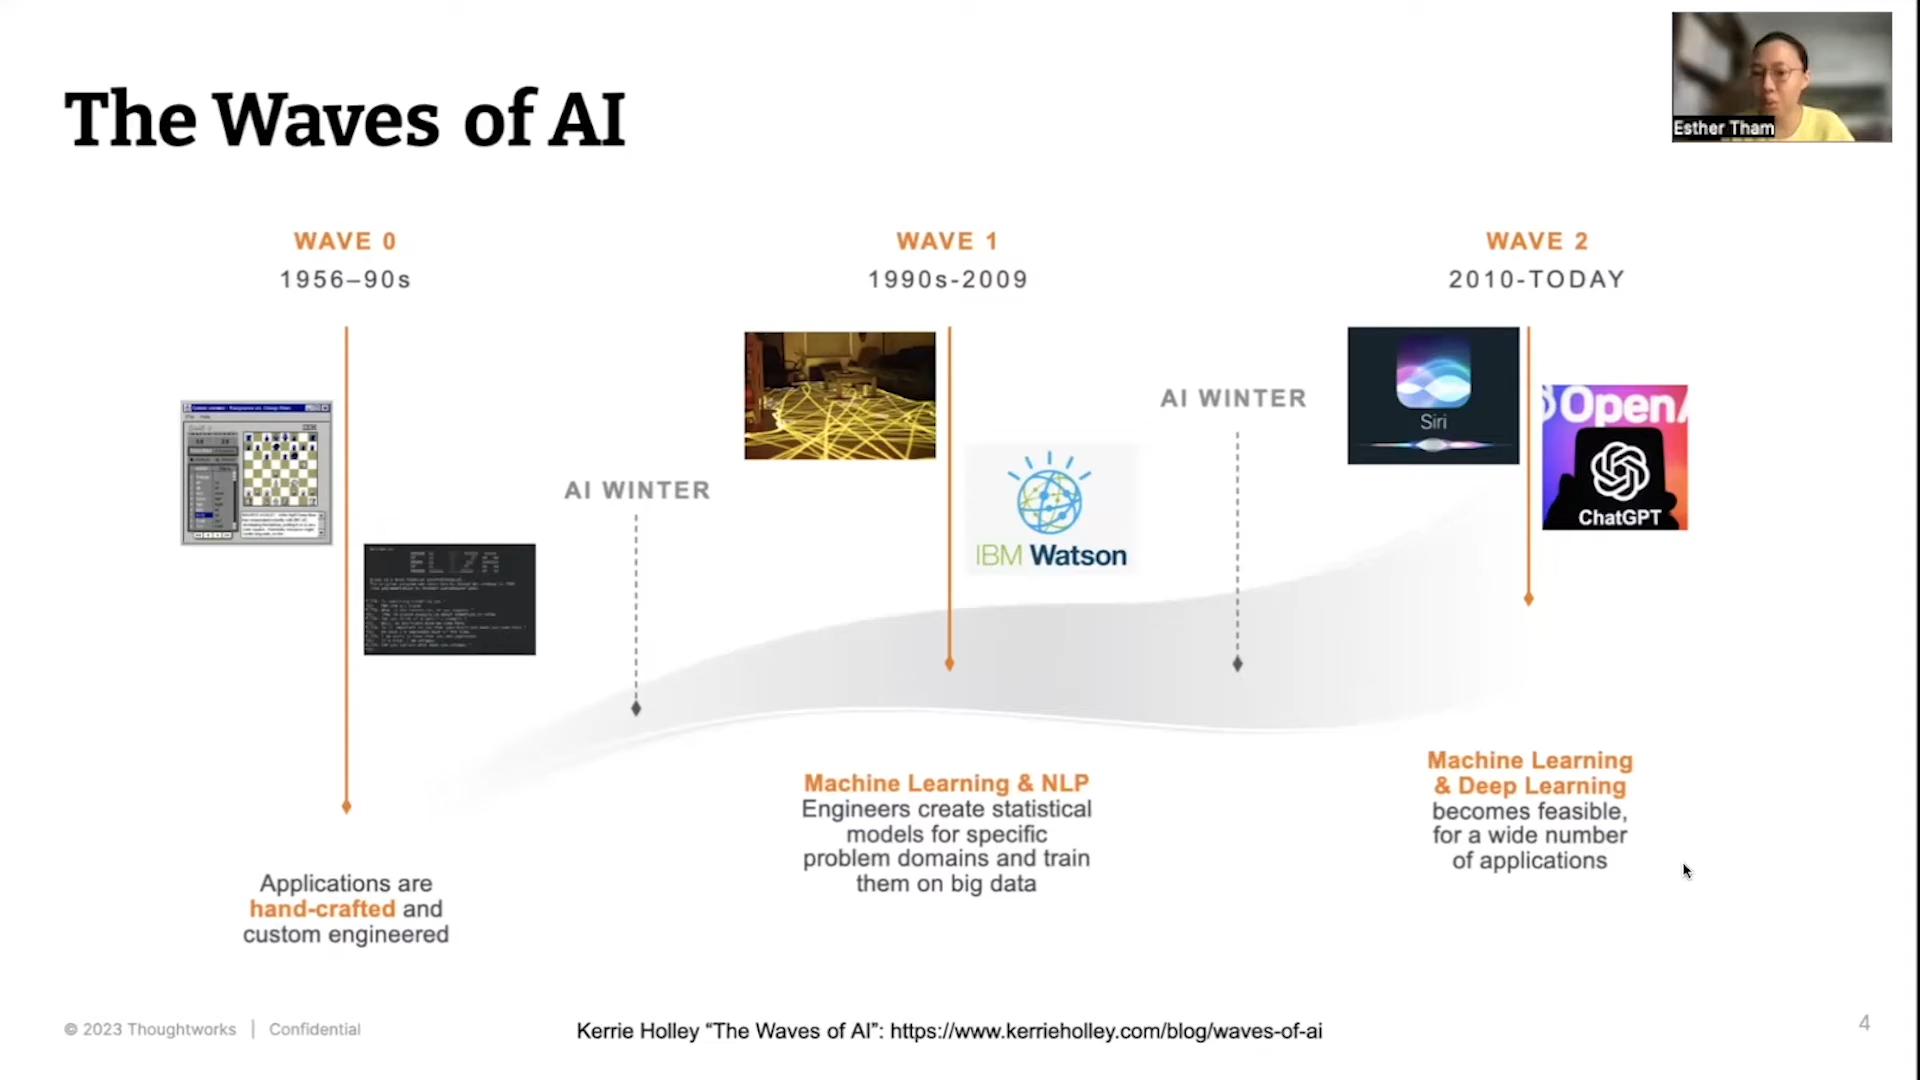 The Waves of AI
Esther Tham
WAVE 0
1956–90s
WAVE 1
1990s-2009
WAVE 2
2010-TODAY
AI WINTER
AI WINTER
Siri
OpenA
ChatGPT
IBM Watson
Applications are
hand-crafted and
custom engineered
Machine Learning & NLP
Engineers create statistical
models for specific
problem domains and train
them on big data
Machine Learning
& Deep Learning
becomes feasible,
for a wide number
of applications
© 2023 Thoughtworks | Confidential
Kerrie Holley “The Waves of AI”: https://www.kerrieholley.com/blog/waves-of-ai
4